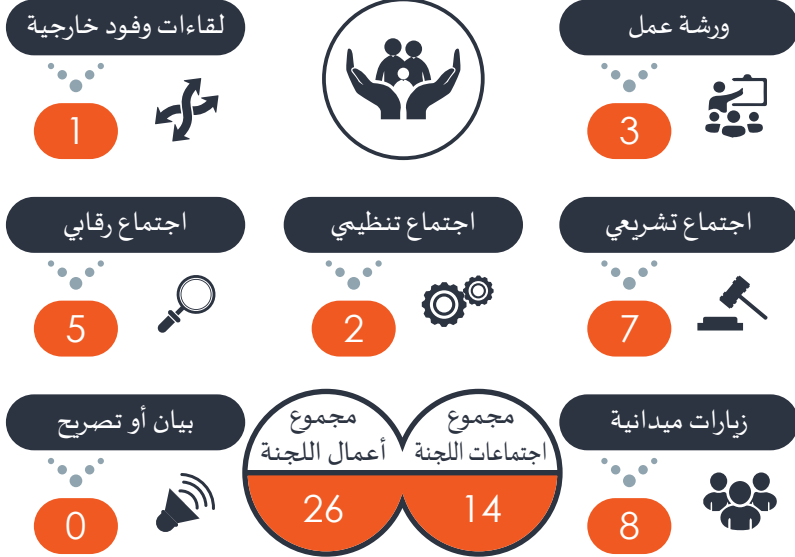 ورشة عمل
3
لقاءات وفود خارجية
1
اجتماع تشريعي
7
اجتماع تنظيمي
2
اجتماع رقابي
5
زيارات ميدانية
8
مجموع
اجتماعات اللجنة
14
مجموع
أعمال اللجنة
26
بيان أو تصريح
0